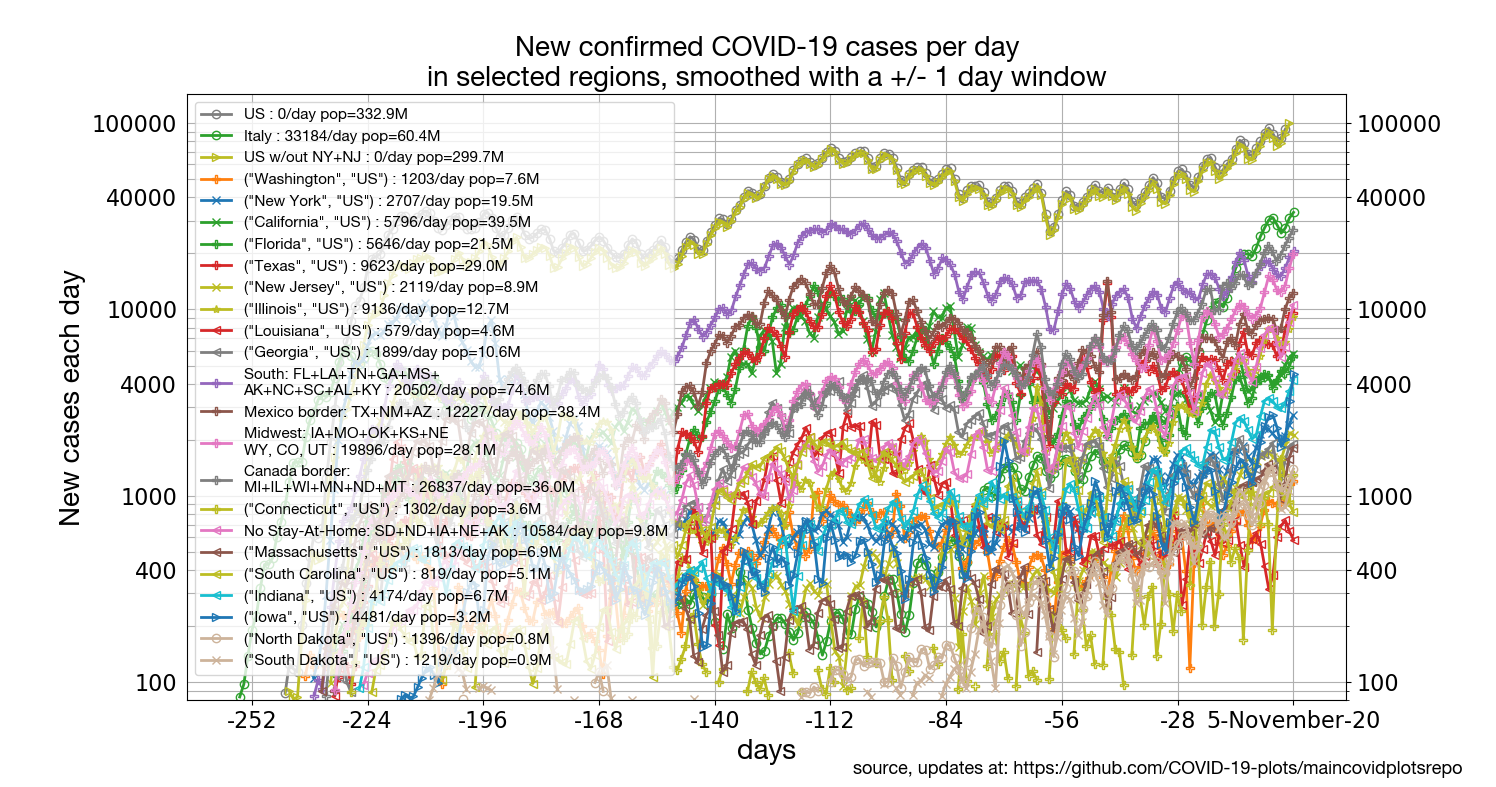 New confirmed COVID-19 cases per day
in selected regions, smoothed with a +/- 1 day window
New cases each day
100000
40000
10000
4000
1000
400
100
US : 0/day pop=332.9M
Italy : 33184/day pop=60.4M
US w/out NY+NJ : 0/day pop=299.7M
("Washington", "US") : 1203/day pop=7.6M
("New York", "US") : 2707/day pop=19.5M
("California", "US") : 5796/day pop=39.5M
("Florida", "US") : 5646/day pop=21.5M
("Texas", "US") : 9623/day pop=29.0M
("New Jersey", "US") : 2119/day pop=8.9M
("Illinois", "US") : 9136/day pop=12.7M
("Louisiana", "US") : 579/day pop=4.6M
("Georgia", "US") : 1899/day pop=10.6M
South: FL+LA+TN+GA+MS+
AK+NC+SC+AL+KY : 20502/day pop=74.6M
Mexico border: TX+NM+AZ : 12227/day pop=38.4M
Midwest: IA+MO+OK+KS+NE
WY, CO, UT : 19896/day pop=28.1M
Canada border:
MI+IL+WI+MN+ND+MT : 26837/day pop=36.0M
("Connecticut", "US") : 1302/day pop=3.6M
No Stay-At-Home: SD+ND+IA+NE+AK : 10584/day pop=9.8M
("Massachusetts", "US") : 1813/day pop=6.9M
("South Carolina", "US") : 819/day pop=5.1M
("Indiana", "US") : 4174/day pop=6.7M
("Iowa", "US") : 4481/day pop=3.2M
("North Dakota", "US") : 1396/day pop=0.8M
("South Dakota", "US") : 1219/day pop=0.9M
100000
40000
10000
4000
1000
400
100
-252 -224 -196 -168 -140 -112 -84 -56 -28 5-November-20
days
source, updates at: https://github.com/COVID-19-plots/maincovidplotsrepo